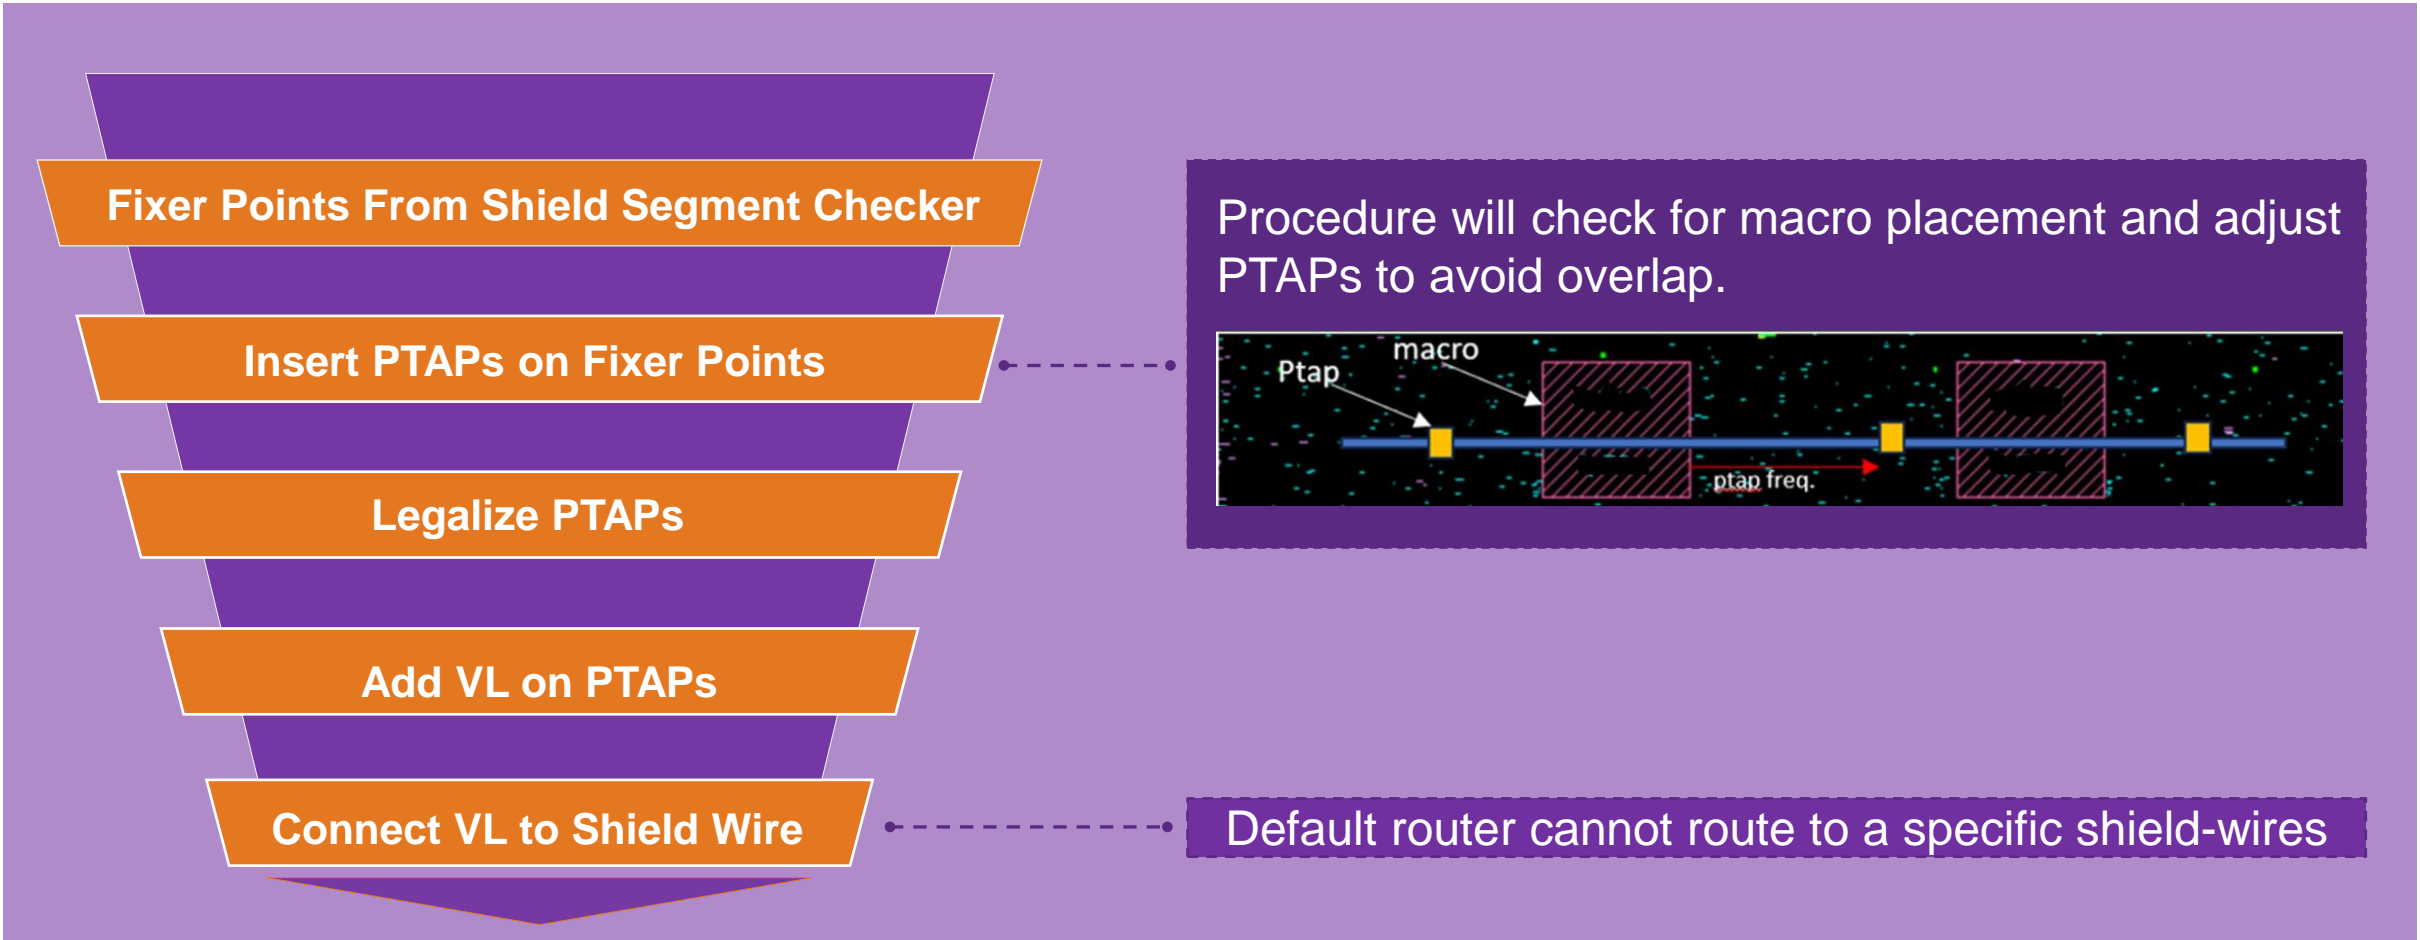 Fixer Points From Shield Segment Checker
Insert PTAPs on Fixer Points
Legalize PTAPs
Add VL on PTAPs
Connect VL to Shield Wire
Procedure will check for macro placement and adjust
PTAPs to avoid overlap.
macro
Ptap
ptap freq.
Default router cannot route to a specific shield-wires